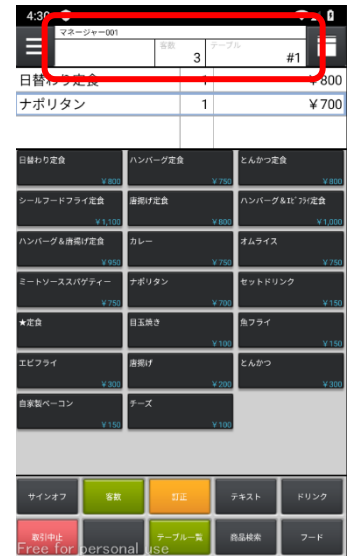 4:30
マネージャー001
客数 テーブル
3 #1
日替わり定食 1 ¥800
ナポリタン 1 ¥700
日替わり定食 ハンバーグ定食 とんかつ定食
¥800 ¥750 ¥800
シールフードフライ定食 唐揚げ定食 ハンバーグ&エビフライ定食
¥1,100 ¥800 ¥1,000
ハンバーグ&唐揚げ定食 カレー オムライス
¥950 ¥750 ¥750
ミートソーススパゲティー ナポリタン セットドリンク
¥750 ¥700 ¥150
★定食 目玉焼き 魚フライ
¥100 ¥150
エビフライ 唐揚げ とんかつ
¥300 ¥200 ¥300
自家製ベーコン チーズ
¥150 ¥100
サインオフ 客数 訂正 テキスト ドリンク
取引中止 テーブル一覧 商品検索 フード
Free for personal use